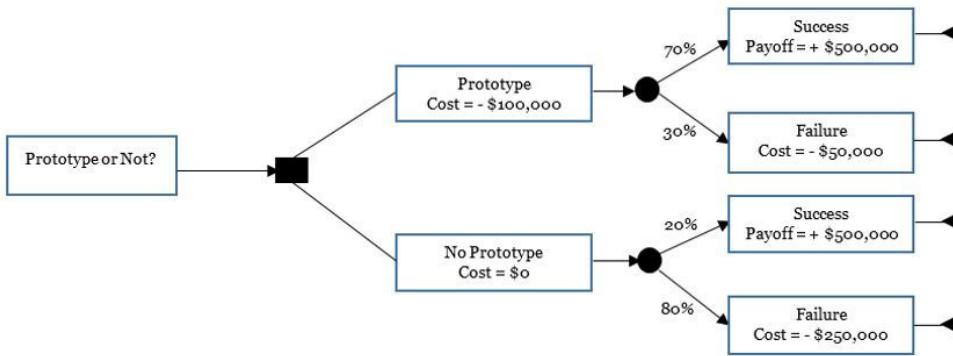 Prototype or Not?
Prototype
Cost = - $100,000
70%
30%
Success
Payoff = + $500,000
Failure
Cost = - $50,000
No Prototype
Cost = $0
20%
80%
Success
Payoff = + $500,000
Failure
Cost = - $250,000